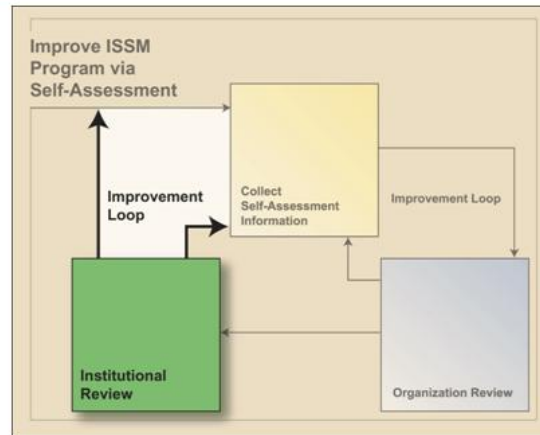 Improve ISSM
Program via
Self-Assessment
Improvement
Loop
Collect
Self-Assessment
Information
Improvement Loop
Institutional
Review
Organization Review